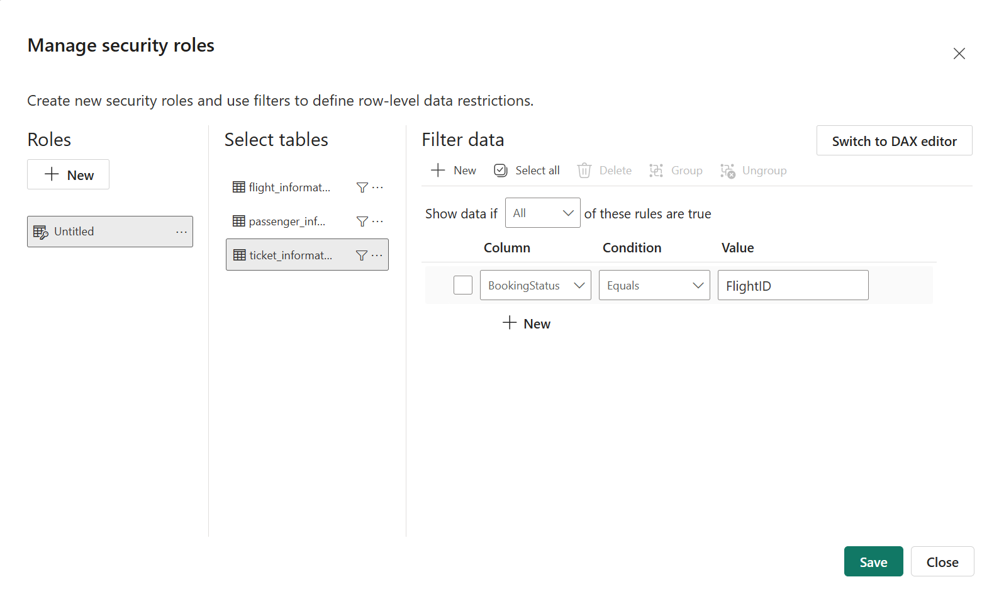 Manage security roles
Create new security roles and use filters to define row-level data restrictions.
Roles
New
Untitled
Select tables
flight_informat...
passenger_inf...
ticket_informat...
Filter data
Switch to DAX editor
New Select all Delete Group Ungroup
Show data if All of these rules are true
Column Condition Value
BookingStatus Equals FlightID
New
Save Close